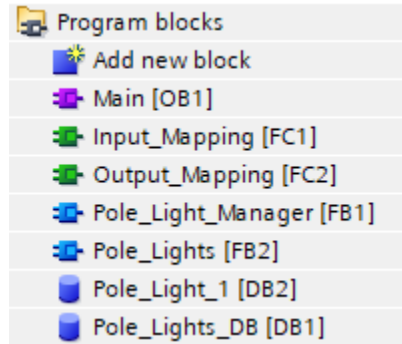 Program blocks
Add new block
Main [OB1]
Input_Mapping [FC1]
Output_Mapping [FC2]
Pole_Light_Manager [FB1]
Pole_Lights [FB2]
Pole_Light_1 [DB2]
Pole_Lights_DB [DB1]